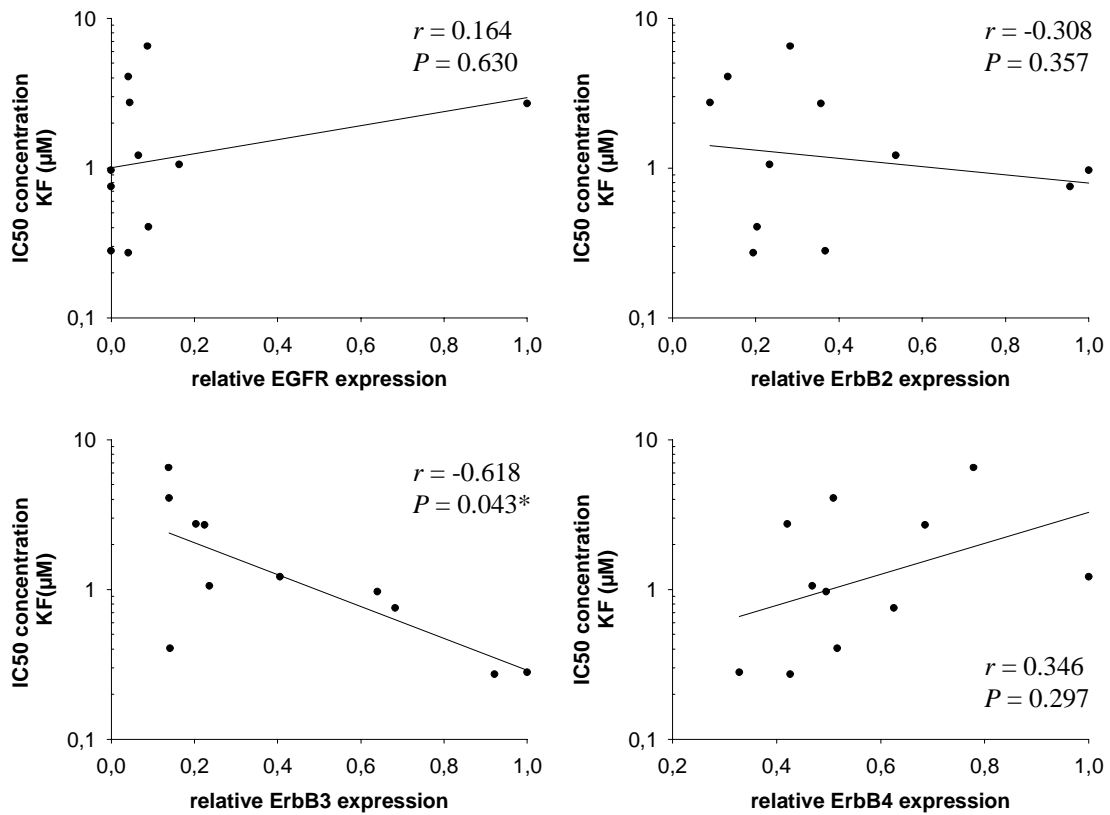 10
1
0,1
IC50 concentration
KF (µM)
r = 0.164
P = 0.630
0,0 0,2 0,4 0,6 0,8 1,0
relative EGFR expression
10
1
0,1
IC50 concentration
KF (µM)
r = -0.308
P = 0.357
0,0 0,2 0,4 0,6 0,8 1,0
relative ErbB2 expression
10
1
0,1
IC50 concentration
KF(µM)
r = -0.618
P = 0.043*
0,0 0,2 0,4 0,6 0,8 1,0
relative ErbB3 expression
10
1
0,1
IC50 concentration
KF (µM)
r = 0.346
P = 0.297
0,2 0,4 0,6 0,8 1,0
relative ErbB4 expression